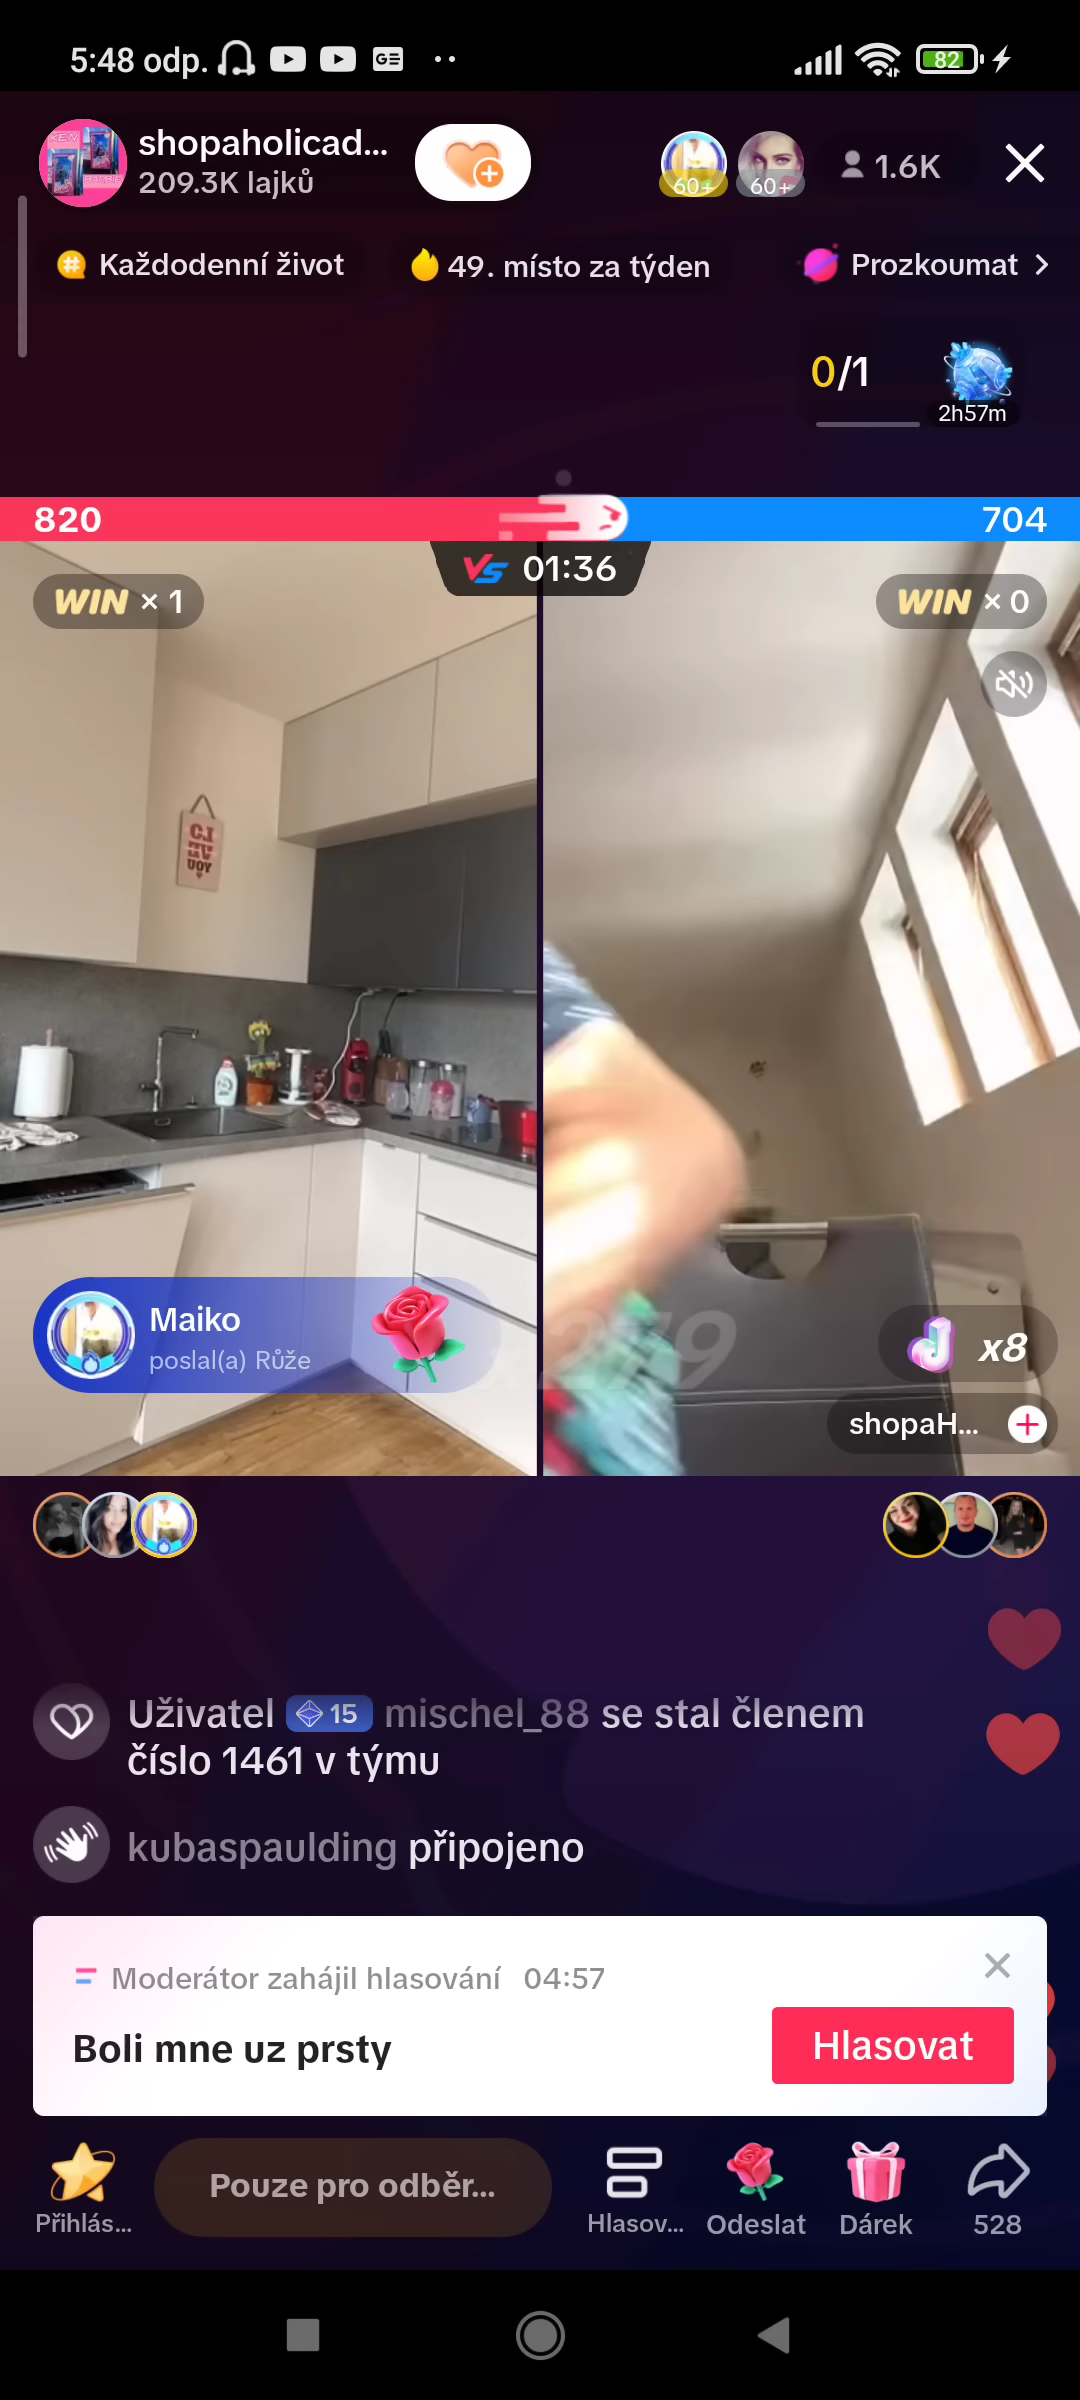 5:48 odp.
82
shopaholicad...
209.3K lajků
60+
60+
1.6K
Každodenní život
49. místo za týden
Prozkoumat
0/1
2h57m
820
704
VS 01:36
WIN × 1
WIN × 0
Maiko
poslal(a) Růže
x8
shopaH...
Uživatel 15 mischel_88 se stal členem
číslo 1461 v týmu
kubaspaulding připojeno
Moderátor zahájil hlasování 04:57
Boli mne uz prsty
Hlasovat
Pouze pro odběr...
Přihlás...
Hlasov...
Odeslat
Dárek
528